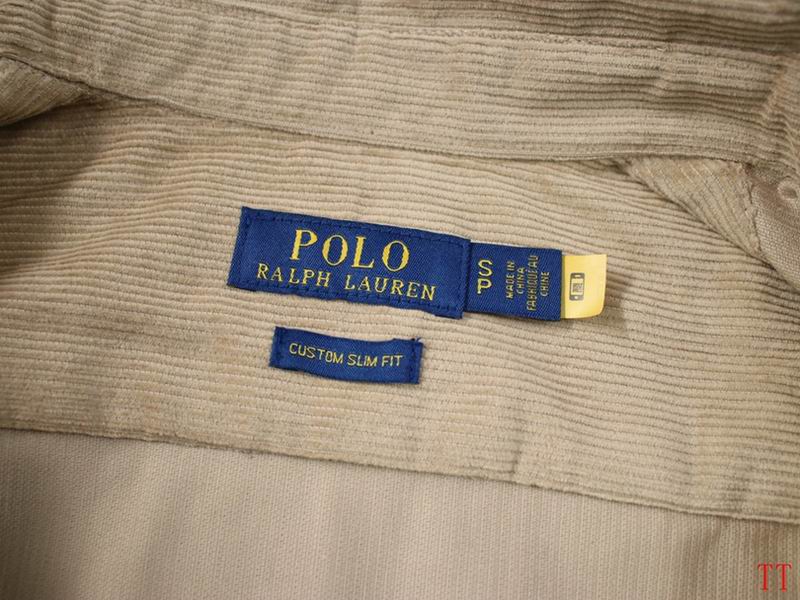 POLO
RALPH LAUREN
S
P
MADE IN
CHINA
FABRIQUÉ AU
CHINE
CUSTOM SLIM FIT
TT